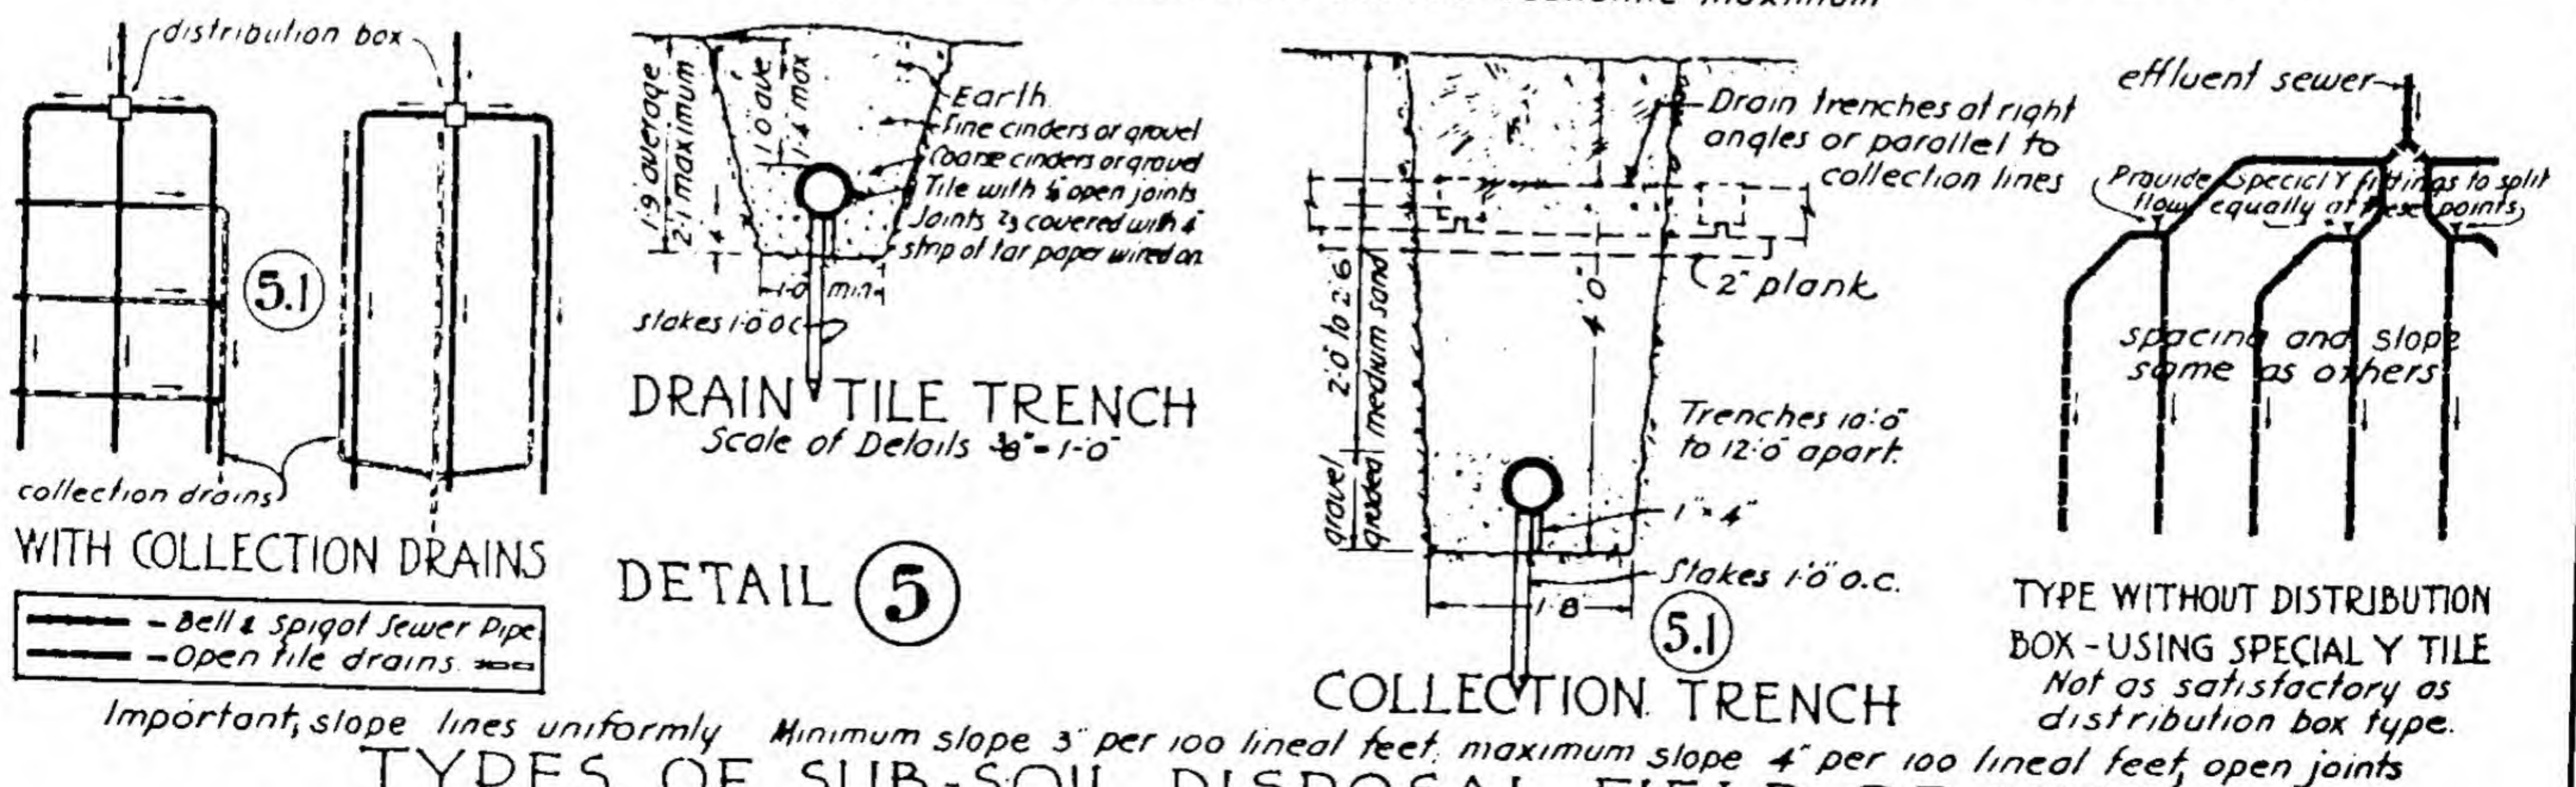 maximum
distribution box
5.1
collection drains
WITH COLLECTION DRAINS
- Bell & Spigot Sewer Pipe
- Open tile drains.
1-9 average
2-1 maximum
1-0 ave
1-4 max
4"
Earth
Fine cinders or gravel
Coarse cinders or gravel
Tile with ¼" open joints
Joints ⅔ covered with 4"
strip of tar paper wired on
1-0 min.
stakes 1-0 O.C.
DRAIN TILE TRENCH
Scale of Details ⅜" = 1-0"
DETAIL 5
Drain trenches at right
angles or parallel to
collection lines
2" plank
2-0 to 2-6
medium sand
4'-0"
gravel
graded
Trenches 10'-0"
to 12'-0" apart.
1" x 4"
Stakes 1-0" O.C.
1-8
5.1
COLLECTION TRENCH
effluent sewer
Provide special Y fittings to split
flow equally at these points
spacing and slope
same as others
TYPE WITHOUT DISTRIBUTION
BOX - USING SPECIAL Y TILE
Not as satisfactory as
distribution box type.
Important, slope lines uniformly Minimum slope 3" per 100 lineal feet, maximum slope 4" per 100 lineal feet, open joints
TYPES OF SUB-SOIL DISPOSAL FIELD